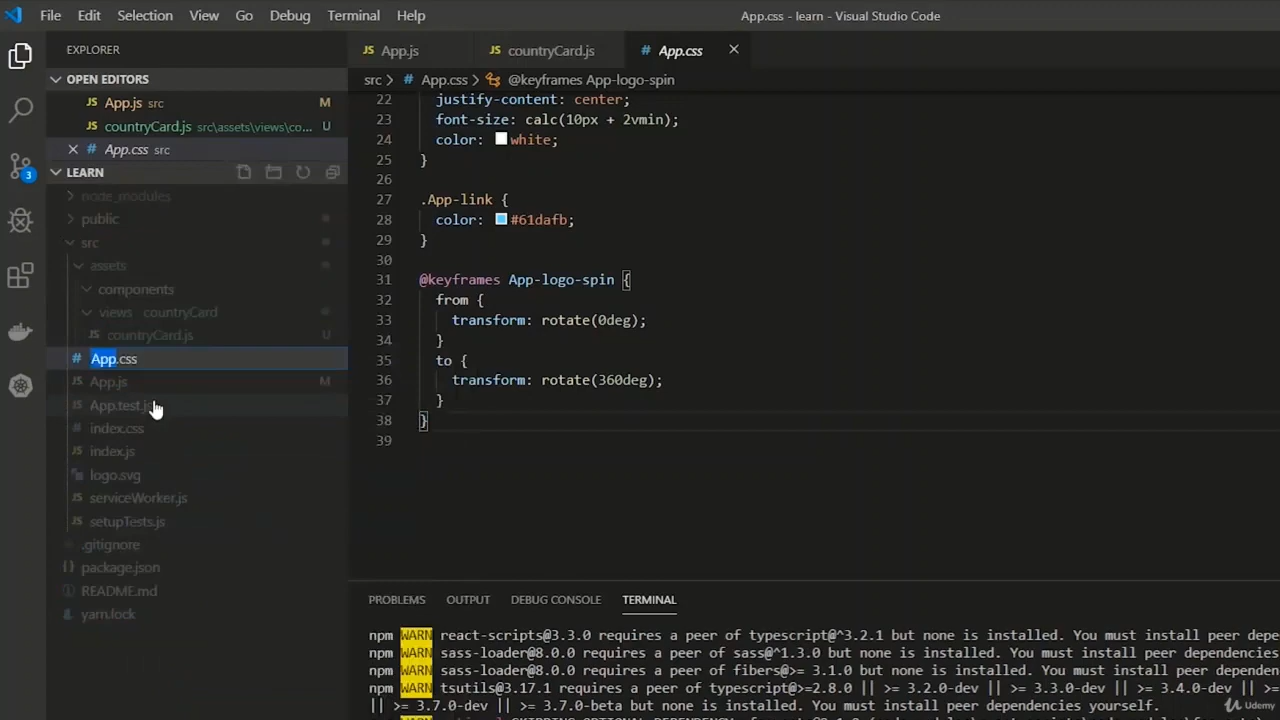 File Edit Selection View Go Debug Terminal Help
App.css - learn - Visual Studio Code
EXPLORER
OPEN EDITORS
App.js src M
countryCard.js src\assets\views\co... U
App.css src
LEARN
node_modules
public
src
assets
components
views countryCard
countryCard.js U
App.css
App.js M
App.test.js
index.css
index.js
logo.svg
serviceWorker.js
setupTests.js
.gitignore
package.json
README.md
yarn.lock
3
JS App.js JS countryCard.js # App.css
src > # App.css > @keyframes App-logo-spin
22 justify-content: center;
23 font-size: calc(10px + 2vmin);
24 color: white;
25 }
26
27 .App-link {
28 color: #61dafb;
29 }
30
31 @keyframes App-logo-spin {
32 from {
33 transform: rotate(0deg);
34 }
35 to {
36 transform: rotate(360deg);
37 }
38 }
39
PROBLEMS OUTPUT DEBUG CONSOLE TERMINAL
npm WARN react-scripts@3.3.0 requires a peer of typescript@^3.2.1 but none is installed. You must install peer depe
npm WARN sass-loader@8.0.0 requires a peer of sass@^1.3.0 but none is installed. You must install peer dependencies
npm WARN sass-loader@8.0.0 requires a peer of fibers@>= 3.1.0 but none is installed. You must install peer dependen
npm WARN tsutils@3.17.1 requires a peer of typescript@>=2.8.0 || >= 3.2.0-dev || >= 3.3.0-dev || >= 3.4.0-dev || >=
|| >= 3.7.0-dev || >= 3.7.0-beta but none is installed. You must install peer dependencies yourself.
Udemy